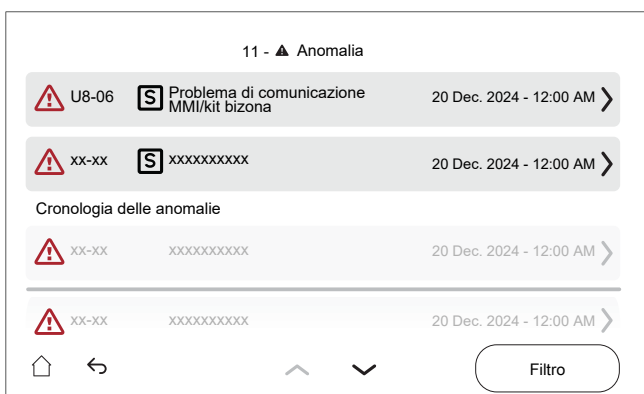 11 - Anomalia
U8-06 S Problema di comunicazione MMI/kit bizona 20 Dec. 2024 - 12:00 AM
xx-xx S xxxxxxxxxx 20 Dec. 2024 - 12:00 AM
Cronologia delle anomalie
xx-xx xxxxxxxxxx 20 Dec. 2024 - 12:00 AM
xx-xx xxxxxxxxxx 20 Dec. 2024 - 12:00 AM
Filtro